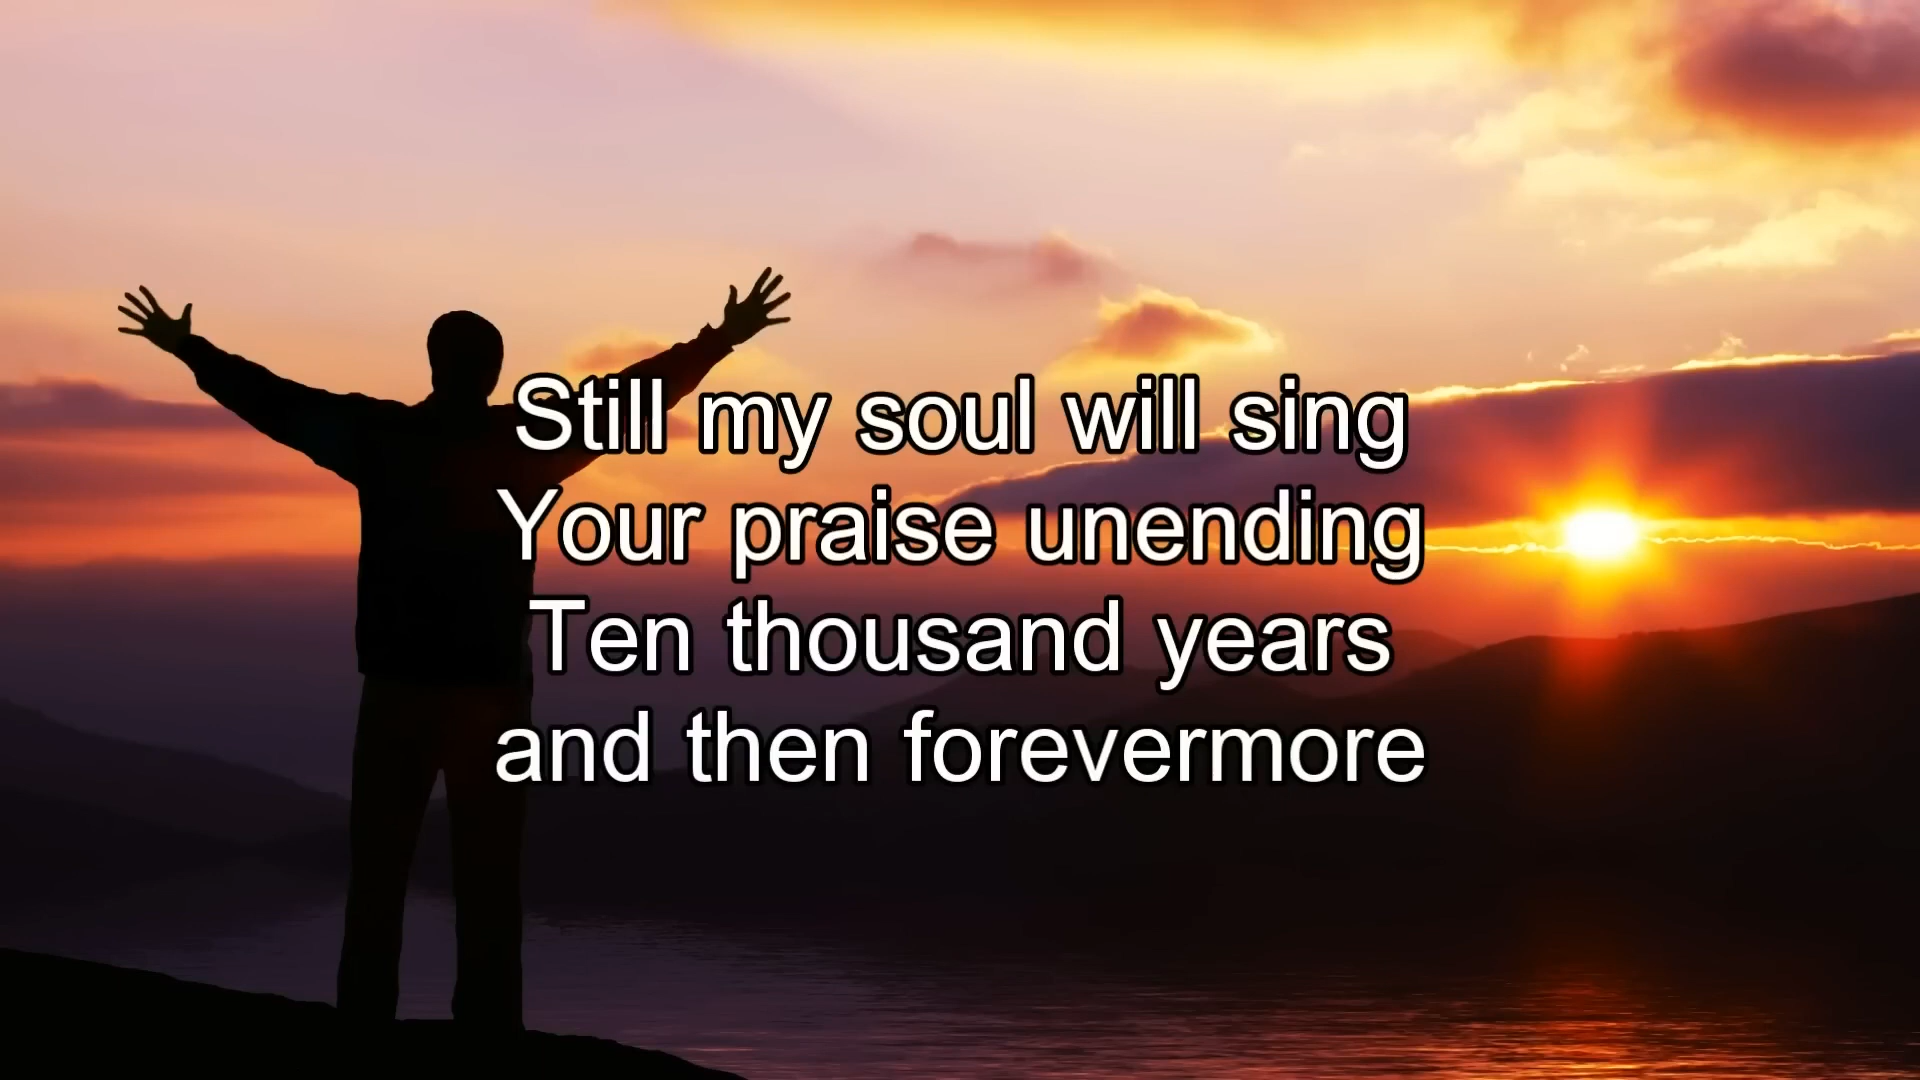 Still my soul will sing
Your praise unending
Ten thousand years
and then forevermore